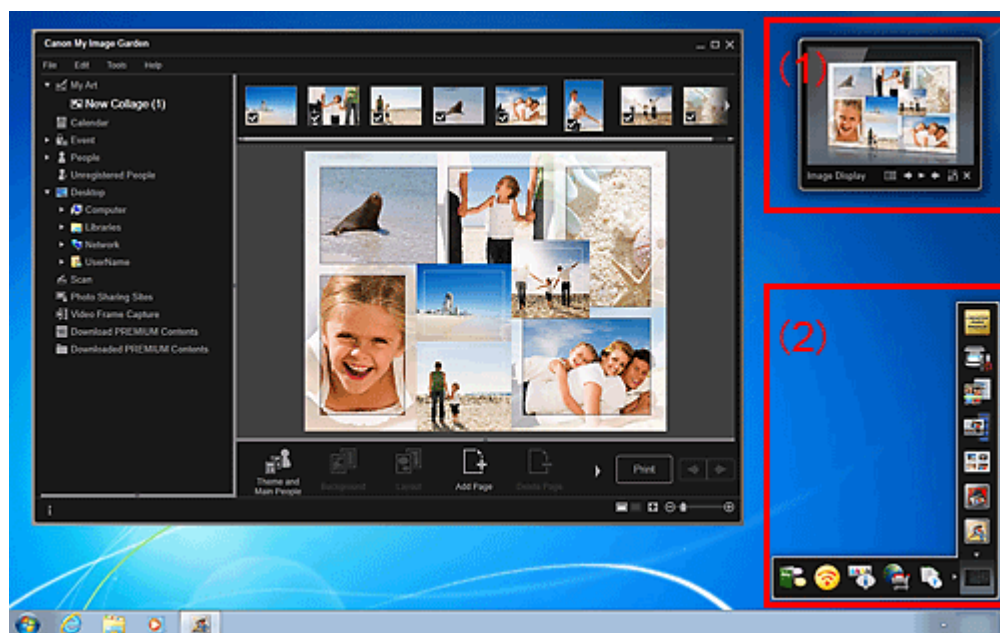 Canon My Image Garden
File Edit Tools Help
My Art
New Collage (1)
Calendar
Event
People
Unregistered People
Desktop
Computer
Libraries
Network
UserName
Scan
Photo Sharing Sites
Video Frame Capture
Download PREMIUM Contents
Downloaded PREMIUM Contents
Theme and
Main People
Background
Layout
Add Page
Delete Page
Print
(1)
Image Display
(2)